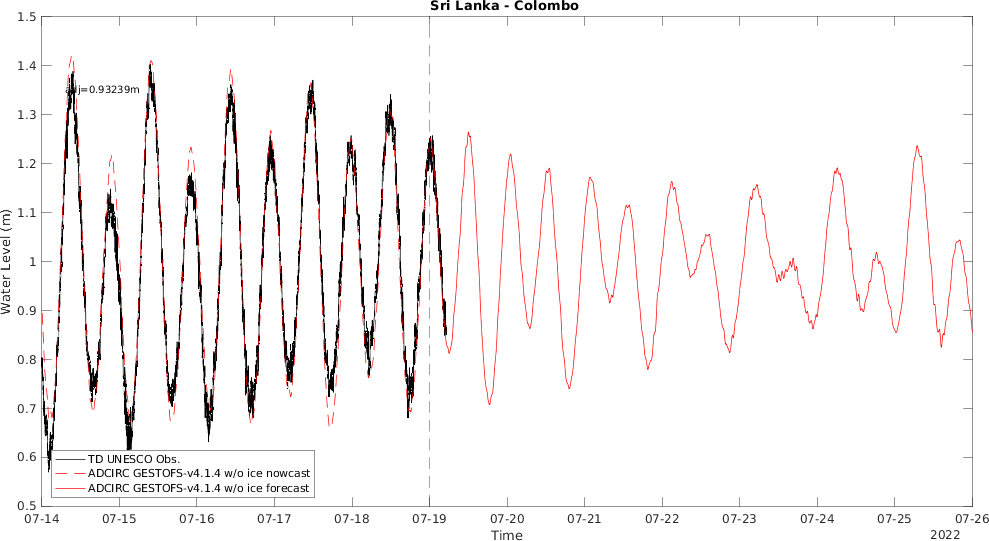 Sri Lanka - Colombo
1.5
1.4
1.3
1.2
1.1
1
0.9
0.8
0.7
0.6
0.5
Water Level (m)
adj=0.93239m
TD UNESCO Obs.
ADCIRC GESTOFS-v4.1.4 w/o ice nowcast
ADCIRC GESTOFS-v4.1.4 w/o ice forecast
07-14 07-15 07-16 07-17 07-18 07-19 07-20 07-21 07-22 07-23 07-24 07-25 07-26
Time
2022